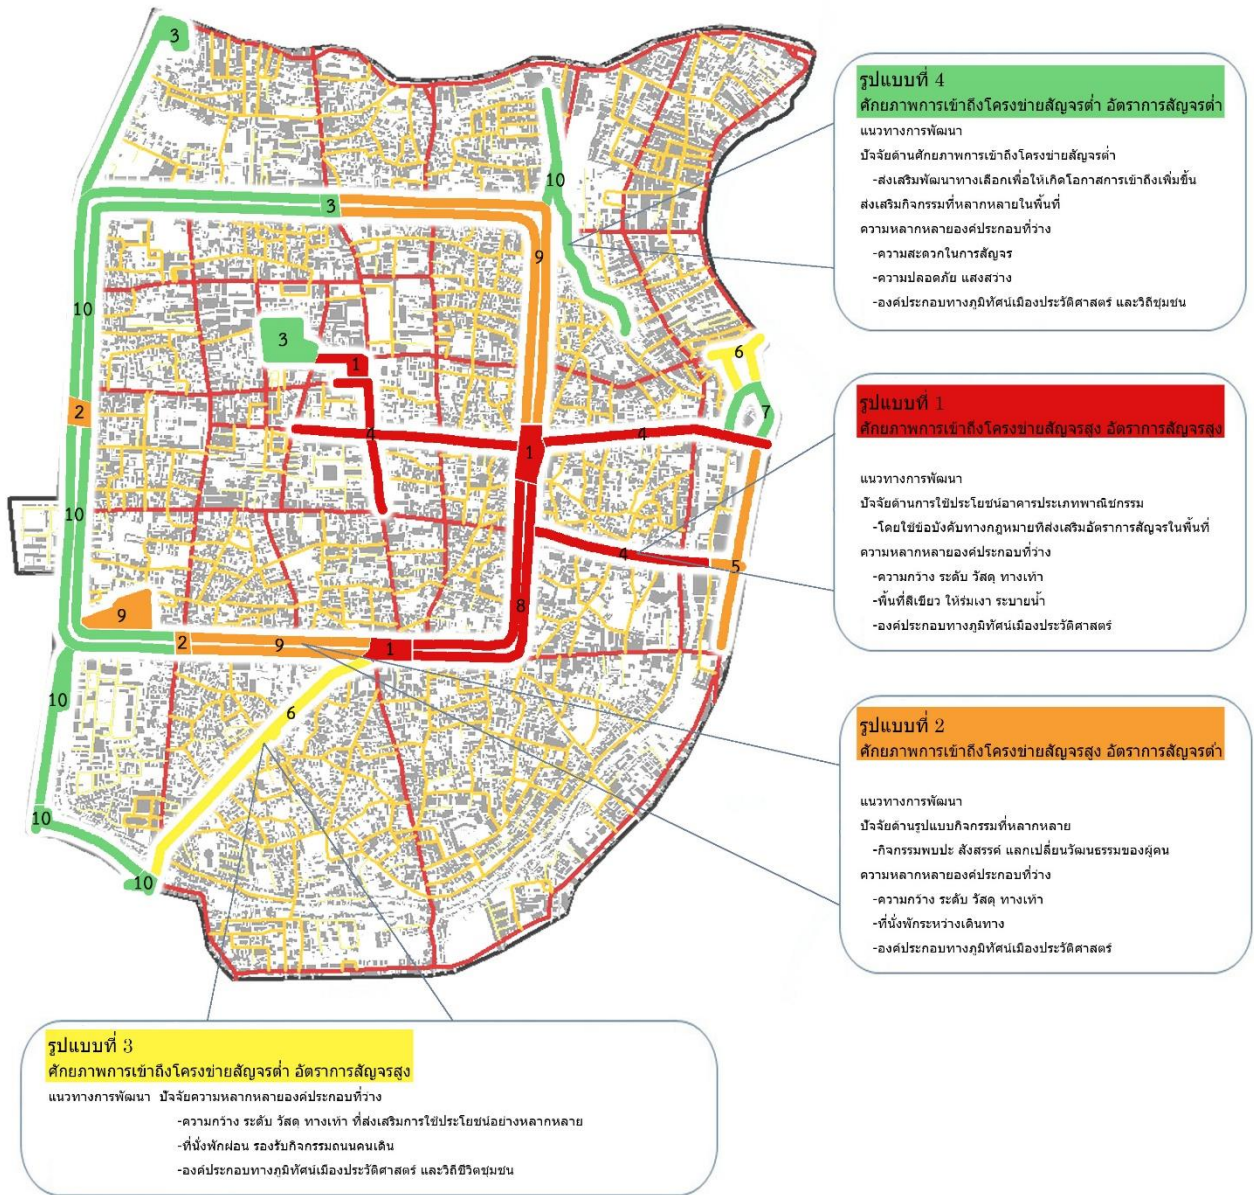 3
รูปแบบที่ 4
ศักยภาพการเข้าถึงโครงข่ายสัญจรต่ำ อัตราการสัญจรต่ำ
แนวทางการพัฒนา
ปัจจัยด้านศักยภาพการเข้าถึงโครงข่ายสัญจรต่ำ
-ส่งเสริมพัฒนาทางเลือกเพื่อให้เกิดโอกาสการเข้าถึงเพิ่มขึ้น
ส่งเสริมกิจกรรมที่หลากหลายในพื้นที่
ความหลากหลายองค์ประกอบที่ว่าง
-ความสะดวกในการสัญจร
-ความปลอดภัย แสงสว่าง
-องค์ประกอบทางภูมิทัศน์เมืองประวัติศาสตร์ และวิถีชุมชน
10
3
9
10
3
6
1
2
7
4
4
1
รูปแบบที่ 1
ศักยภาพการเข้าถึงโครงข่ายสัญจรสูง อัตราการสัญจรสูง
แนวทางการพัฒนา
ปัจจัยด้านการใช้ประโยชน์อาคารประเภทพาณิชกรรม
-โดยใช้ข้อบังคับทางกฎหมายที่ส่งเสริมอัตราการสัญจรในพื้นที่
ความหลากหลายองค์ประกอบที่ว่าง
-ความกว้าง ระดับ วัสดุ ทางเท้า
-พื้นที่สีเขียว ให้ร่มเงา ระบายน้ำ
-องค์ประกอบทางภูมิทัศน์เมืองประวัติศาสตร์
10
4
5
8
9
2
9
1
10
6
10
10
รูปแบบที่ 2
ศักยภาพการเข้าถึงโครงข่ายสัญจรสูง อัตราการสัญจรต่ำ
แนวทางการพัฒนา
ปัจจัยด้านรูปแบบกิจกรรมที่หลากหลาย
-กิจกรรมพบปะ สังสรรค์ แลกเปลี่ยนวัฒนธรรมของผู้คน
ความหลากหลายองค์ประกอบที่ว่าง
-ความกว้าง ระดับ วัสดุ ทางเท้า
-ที่นั่งพักระหว่างเดินทาง
-องค์ประกอบทางภูมิทัศน์เมืองประวัติศาสตร์
รูปแบบที่ 3
ศักยภาพการเข้าถึงโครงข่ายสัญจรต่ำ อัตราการสัญจรสูง
แนวทางการพัฒนา ปัจจัยความหลากหลายองค์ประกอบที่ว่าง
-ความกว้าง ระดับ วัสดุ ทางเท้า ที่ส่งเสริมการใช้ประโยชน์อย่างหลากหลาย
-ที่นั่งพักผ่อน รองรับกิจกรรมถนนคนเดิน
-องค์ประกอบทางภูมิทัศน์เมืองประวัติศาสตร์ และวิถีชีวิตชุมชน